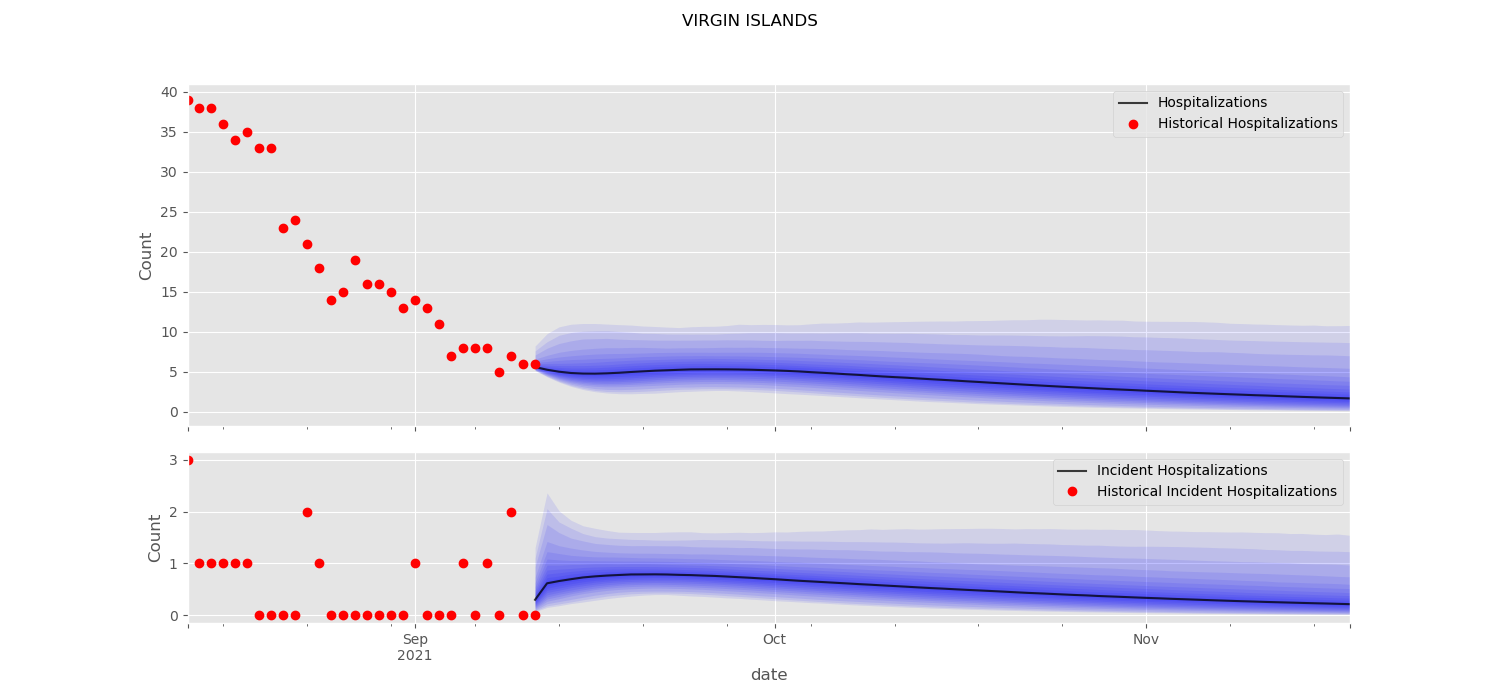 VIRGIN ISLANDS
40
35
30
25
20
15
10
5
0
Count
Hospitalizations
Historical Hospitalizations
3
2
1
0
Count
Incident Hospitalizations
Historical Incident Hospitalizations
Sep
2021
Oct
Nov
date